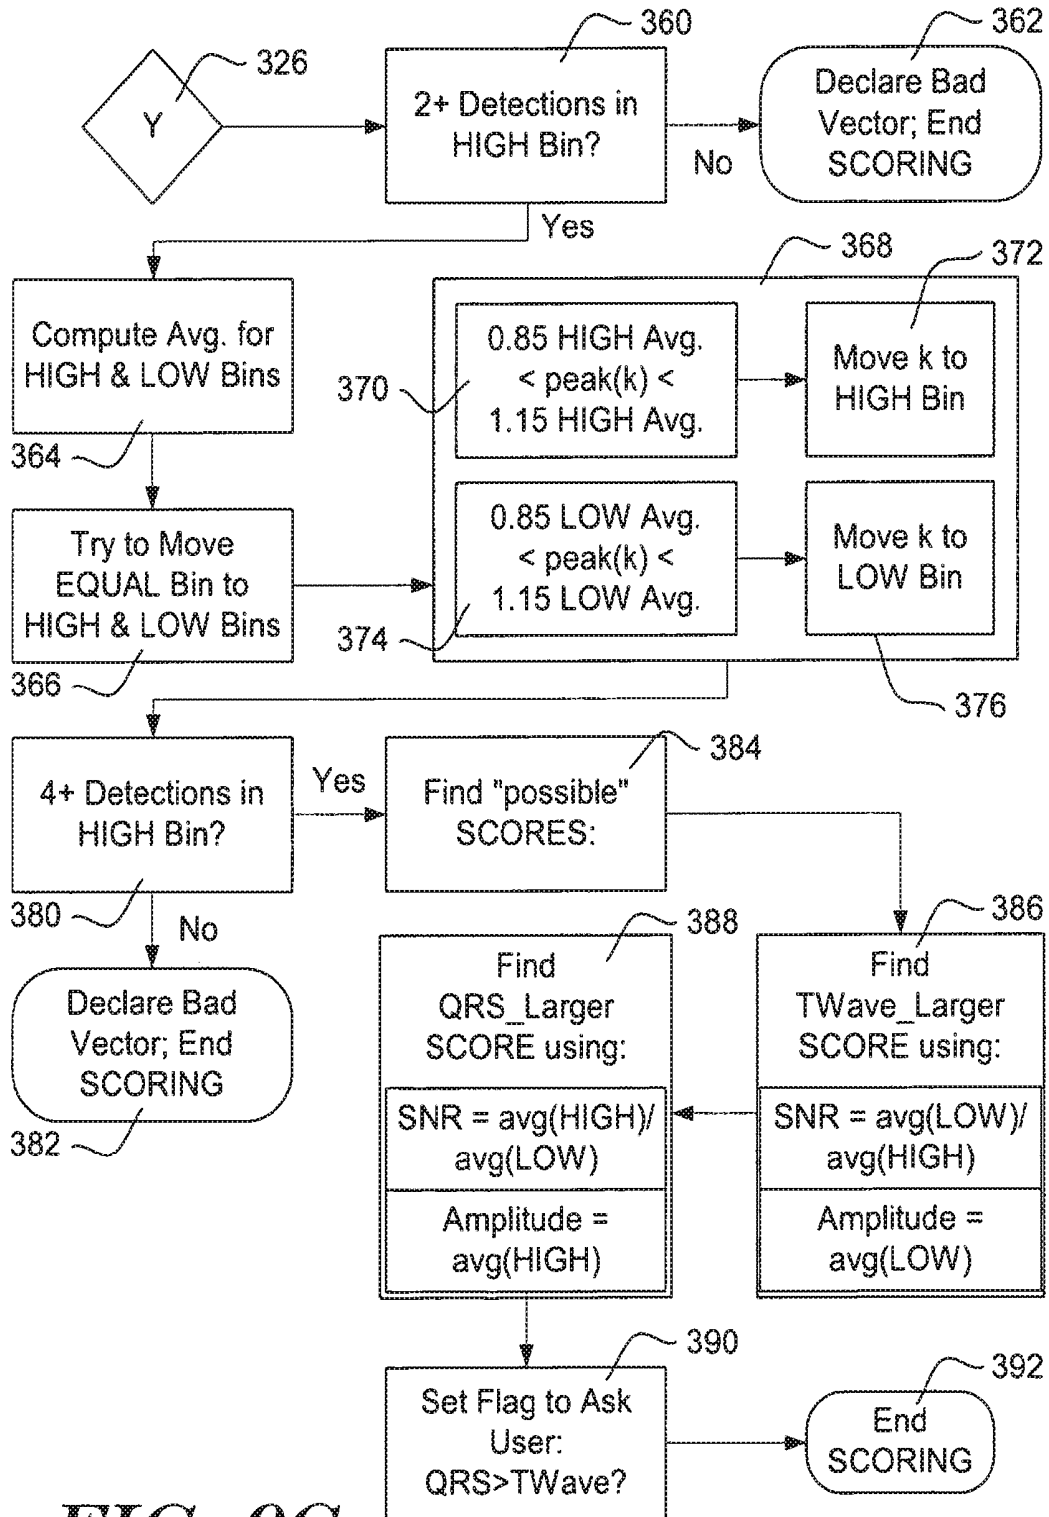 326
Y
360
2+ Detections in
HIGH Bin?
No
362
Declare Bad
Vector; End
SCORING
Yes
Compute Avg. for
HIGH & LOW Bins
364
Try to Move
EQUAL Bin to
HIGH & LOW Bins
366
368
370
0.85 HIGH Avg.
< peak(k) <
1.15 HIGH Avg.
372
Move k to
HIGH Bin
374
0.85 LOW Avg.
< peak(k) <
1.15 LOW Avg.
Move k to
LOW Bin
376
4+ Detections in
HIGH Bin?
380
Yes
384
Find "possible"
SCORES:
No
Declare Bad
Vector; End
SCORING
382
386
Find
TWave_Larger
SCORE using:
SNR = avg(LOW)/
avg(HIGH)
Amplitude =
avg(LOW)
388
Find
QRS_Larger
SCORE using:
SNR = avg(HIGH)/
avg(LOW)
Amplitude =
avg(HIGH)
390
Set Flag to Ask
User:
QRS>TWave?
392
End
SCORING